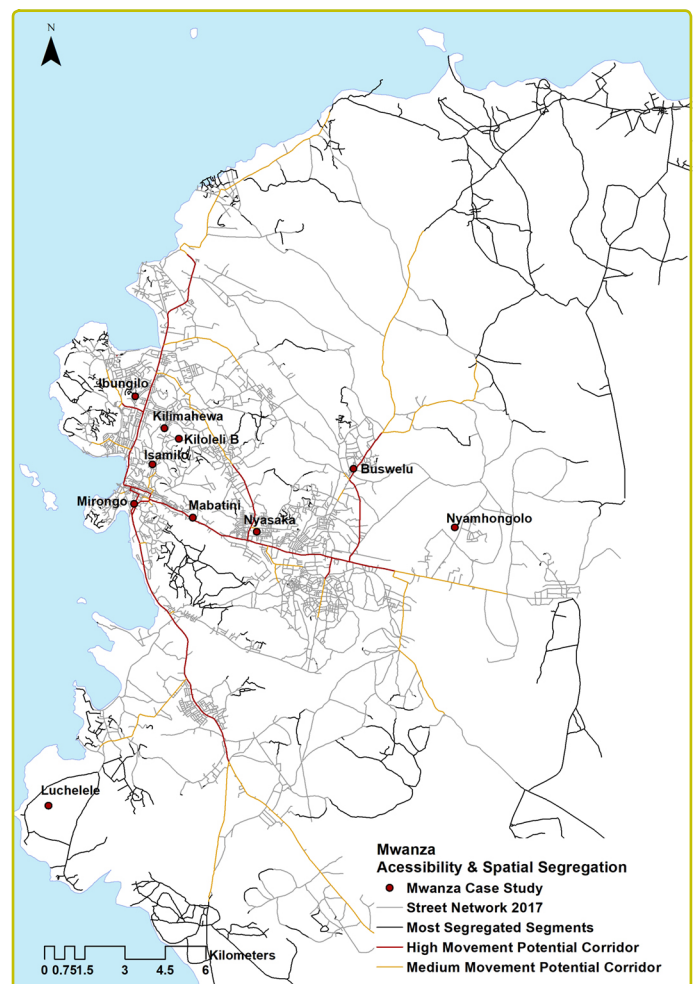 N
Ibungilo
Kilimahewa
Kiloleli B
Isamilo
Buswelu
Mirongo
Mabatini
Nyasaka
Nyamhongolo
Luchelele
Mwanza
Acessibility & Spatial Segregation
Mwanza Case Study
Street Network 2017
Most Segregated Segments
High Movement Potential Corridor
Medium Movement Potential Corridor
Kilometers
0 0.751.5 3 4.5 6